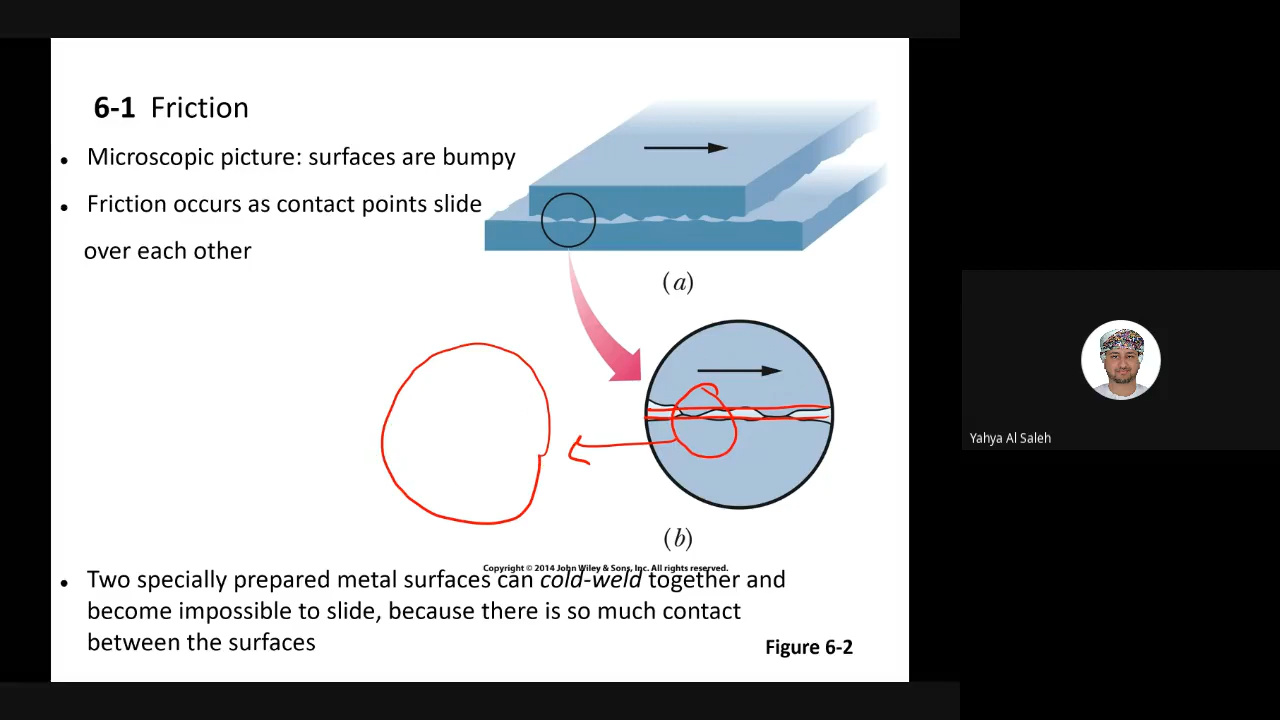 6-1 Friction
• Microscopic picture: surfaces are bumpy
• Friction occurs as contact points slide
over each other
(a)
(b)
Copyright © 2014 John Wiley & Sons, Inc. All rights reserved.
• Two specially prepared metal surfaces can cold-weld together and
become impossible to slide, because there is so much contact
between the surfaces
Figure 6-2
Yahya Al Saleh